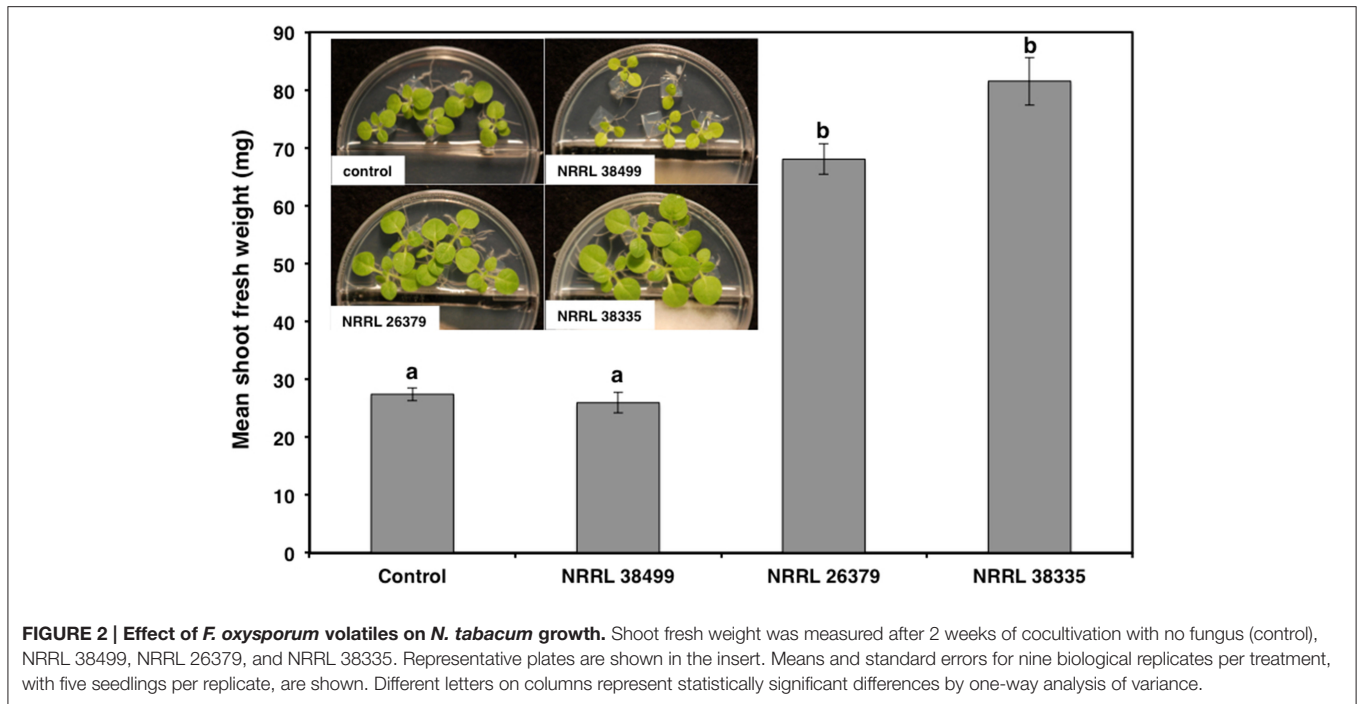 90
80
70
60
50
40
30
20
10
0
Mean shoot fresh weight (mg)
control
NRRL 38499
NRRL 26379
NRRL 38335
a
a
b
b
Control
NRRL 38499
NRRL 26379
NRRL 38335
FIGURE 2 | Effect of F. oxysporum volatiles on N. tabacum growth. Shoot fresh weight was measured after 2 weeks of cocultivation with no fungus (control),
NRRL 38499, NRRL 26379, and NRRL 38335. Representative plates are shown in the insert. Means and standard errors for nine biological replicates per treatment,
with five seedlings per replicate, are shown. Different letters on columns represent statistically significant differences by one-way analysis of variance.